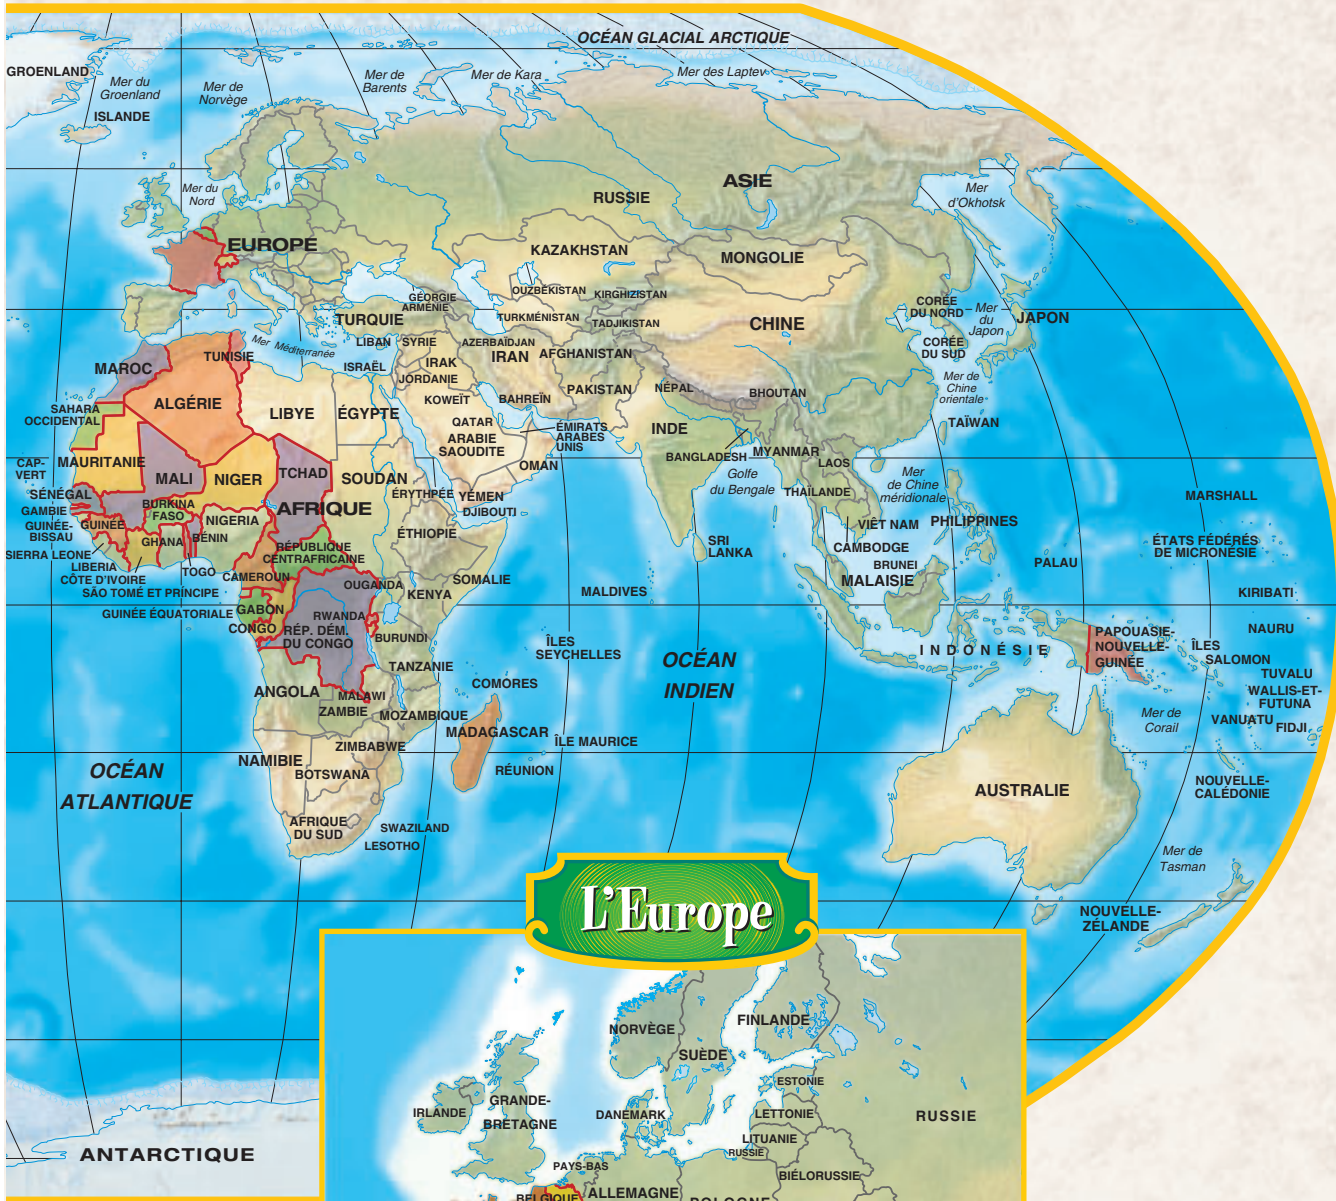 OCÉAN GLACIAL ARCTIQUE
GROENLAND
Mer du
Groenland
Mer de
Norvège
Mer de
Barents
Mer de Kara
Mer des Laptev
ISLANDE
Mer du
Nord
RUSSIE
ASIE
Mer
d'Okhotsk
EUROPE
KAZAKHSTAN
MONGOLIE
OUZBÉKISTAN
KIRGHIZISTAN
GÉORGIE
ARMÉNIE
TURQUIE
TURKMÉNISTAN
TADJIKISTAN
CHINE
CORÉE
DU NORD
Mer
du
Japon
JAPON
CORÉE
DU SUD
Mer Méditerranée
LIBAN
SYRIE
AZERBAÏDJAN
TUNISIE
MAROC
ISRAËL
IRAK
IRAN
AFGHANISTAN
JORDANIE
PAKISTAN
NÉPAL
BHOUTAN
Mer de
Chine
orientale
ALGÉRIE
LIBYE
ÉGYPTE
KOWEÏT
BAHREÏN
SAHARA
OCCIDENTAL
QATAR
ARABIE
SAOUDITE
ÉMIRATS
ARABES
UNIS
INDE
TAÏWAN
BANGLADESH
MYANMAR
LAOS
CAP-
VERT
MAURITANIE
MALI
NIGER
TCHAD
SOUDAN
OMAN
Golfe
du Bengale
Mer
de Chine
méridionale
THAÏLANDE
SÉNÉGAL
GAMBIE
GUINÉE-
BISSAU
GUINÉE
BURKINA
FASO
AFRIQUE
ÉRYTHPÉE
YÉMEN
DJIBOUTI
MARSHALL
NIGERIA
GHANA
BÉNIN
ÉTHIOPIE
SRI
LANKA
VIÊT NAM
PHILIPPINES
ÉTATS FÉDÉRÉS
DE MICRONÉSIE
SIERRA LEONE
LIBERIA
CÔTE D'IVOIRE
TOGO
RÉPUBLIQUE
CENTRAFRICAINE
CAMBODGE
BRUNEI
MALAISIE
PALAU
CAMEROUN
OUGANDA
SOMALIE
SÃO TOMÉ ET PRÍNCIPE
KENYA
MALDIVES
KIRIBATI
GUINÉE ÉQUATORIALE
GABON
CONGO
RWANDA
RÉP. DÉM.
DU CONGO
BURUNDI
ÎLES
SEYCHELLES
OCÉAN
INDIEN
INDONÉSIE
PAPOUASIE-
NOUVELLE-
GUINÉE
NAURU
ÎLES
SALOMON
TUVALU
TANZANIE
COMORES
ANGOLA
MALAWI
ZAMBIE
MOZAMBIQUE
MADAGASCAR
ÎLE MAURICE
Mer de
Corail
WALLIS-ET-
FUTUNA
VANUATU
FIDJI
ZIMBABWE
NAMIBIE
BOTSWANA
RÉUNION
OCÉAN
ATLANTIQUE
AUSTRALIE
NOUVELLE-
CALÉDONIE
AFRIQUE
DU SUD
SWAZILAND
LESOTHO
Mer de
Tasman
NOUVELLE-
ZÉLANDE
ANTARCTIQUE
L'Europe
NORVÈGE
FINLANDE
SUÈDE
ESTONIE
IRLANDE
GRANDE-
BRETAGNE
DANEMARK
LETTONIE
RUSSIE
LITUANIE
RUSSIE
PAYS-BAS
BIÉLORUSSIE
BELGIQUE
ALLEMAGNE
POLOGNE